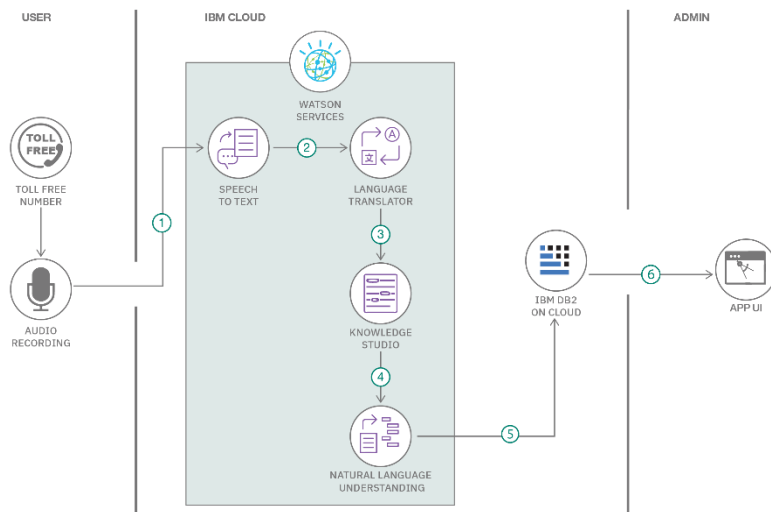 USER
IBM CLOUD
ADMIN
WATSON
SERVICES
TOLL
FREE
TOLL FREE
NUMBER
1
SPEECH
TO TEXT
2
A
文
LANGUAGE
TRANSLATOR
3
AUDIO
RECORDING
KNOWLEDGE
STUDIO
4
NATURAL LANGUAGE
UNDERSTANDING
5
IBM DB2
ON CLOUD
6
APP UI